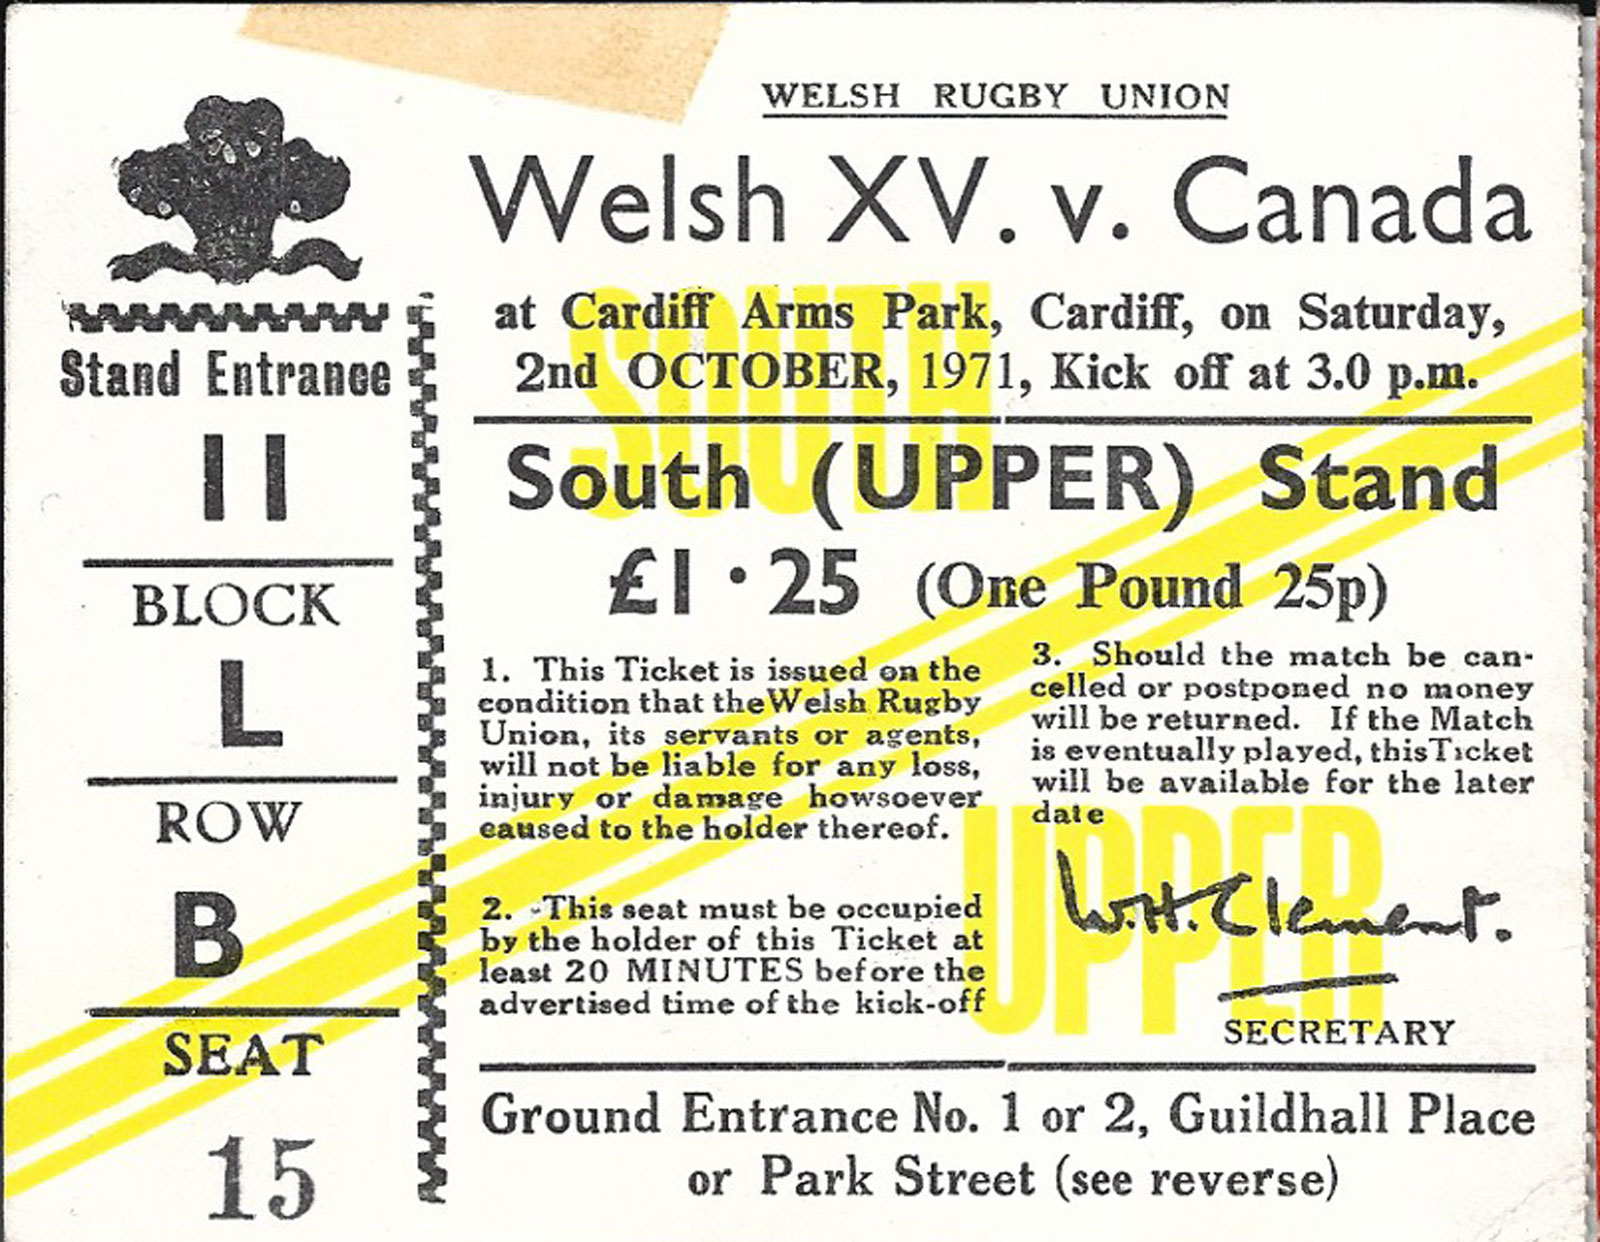 WELSH RUGBY UNION
Welsh XV. v. Canada
at Cardiff Arms Park, Cardiff, on Saturday,
2nd OCTOBER, 1971, Kick off at 3.0 p.m.
SOUTH
South (UPPER) Stand
£1·25 (One Pound 25p)
Stand Entrance
11
BLOCK
L
ROW
B
SEAT
15
1. This Ticket is issued on the
condition that the Welsh Rugby
Union, its servants or agents,
will not be liable for any loss,
injury or damage howsoever
caused to the holder thereof.
2. -This seat must be occupied
by the holder of this Ticket at
least 20 MINUTES before the
advertised time of the kick-off
3. Should the match be can-
celled or postponed no money
will be returned. If the Match
is eventually played, this Ticket
will be available for the later
date
UPPER
W.H. Clement.
SECRETARY
Ground Entrance No. 1 or 2, Guildhall Place
or Park Street (see reverse)